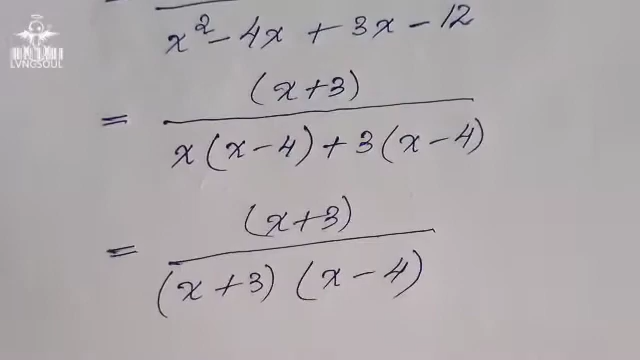 LVNGSOUL
x² - 4x + 3x - 12
= (x+3) / x(x-4) + 3(x-4)
= (x+3) / (x+3) (x-4)